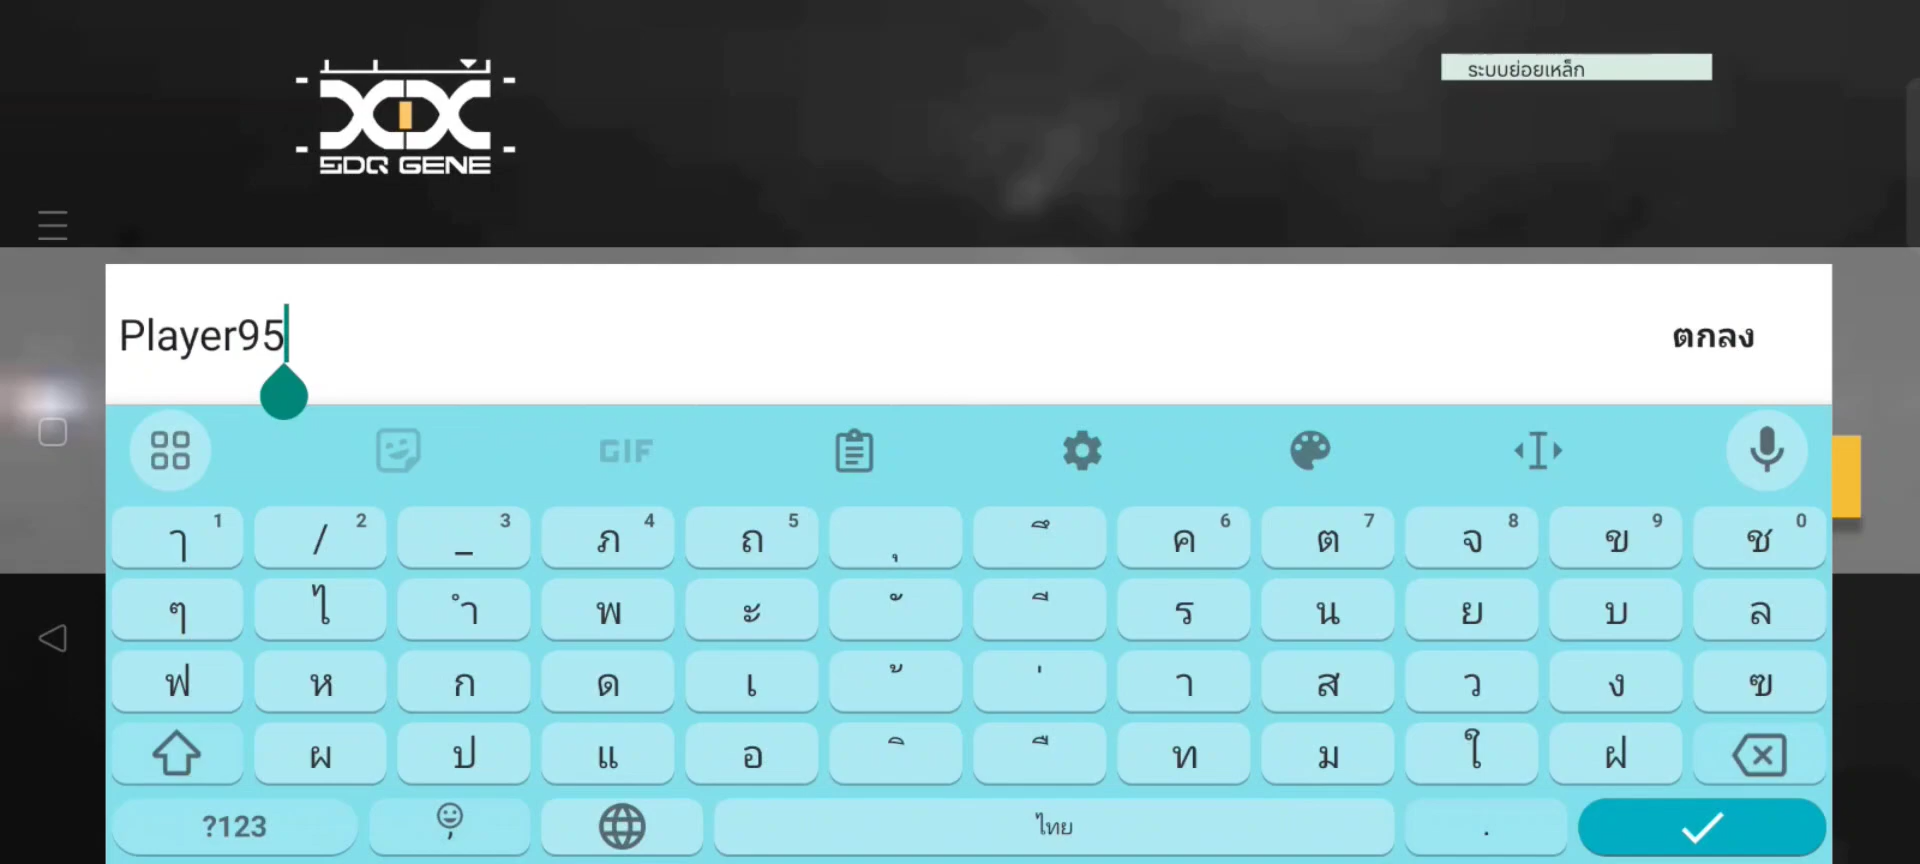 SDQ GENE
ระบบย่อยเหล็ก
Player95
ตกลง
GIF
ๅ 1 / 2 _ 3 ภ 4 ถ 5 ุ ึ ค 6 ต 7 จ 8 ข 9 ช 0
ๆ ไ ำ พ ะ ั ี ร น ย บ ล
ฟ ห ก ด เ ้ ่ า ส ว ง ฃ
ผ ป แ อ ิ ื ท ม ใ ฝ
?123 , ไทย .